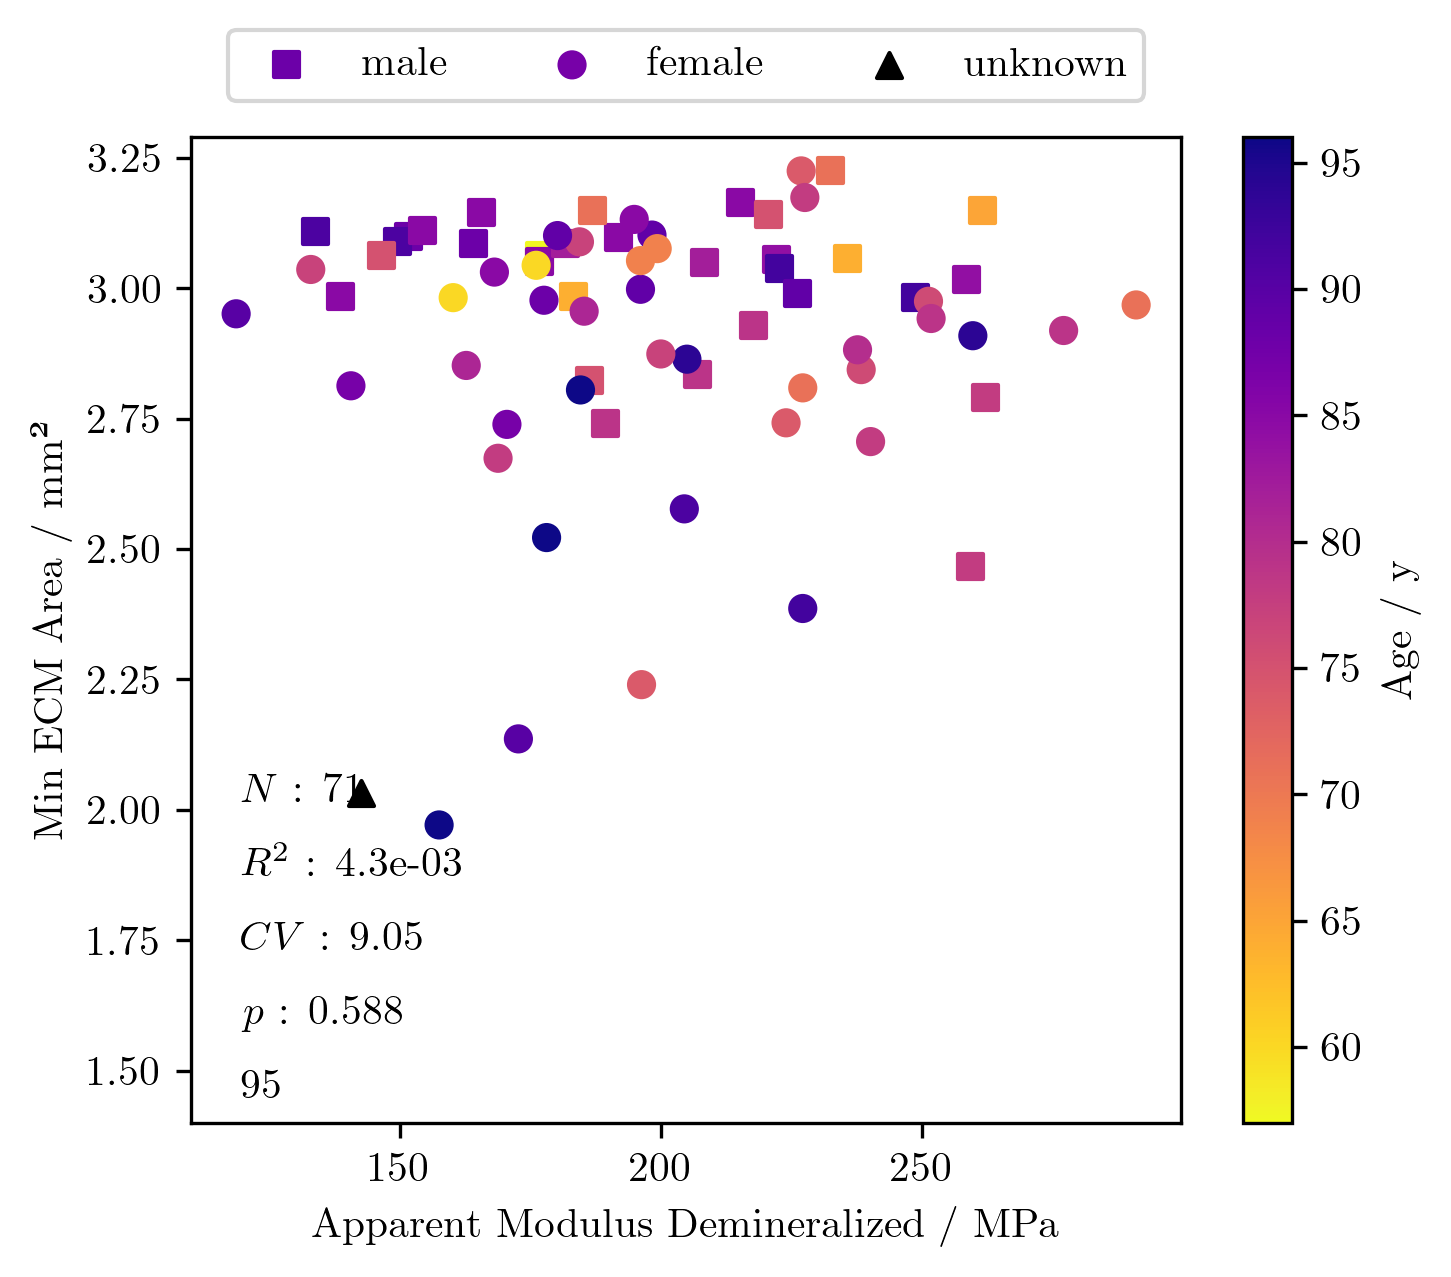 male female unknown
3.25
3.00
2.75
2.50
2.25
2.00
1.75
1.50
Min ECM Area / mm²
N : 71
R² : 4.3e-03
CV : 9.05
p : 0.588
95
150 200 250
Apparent Modulus Demineralized / MPa
95
90
85
80
75
70
65
60
Age / y